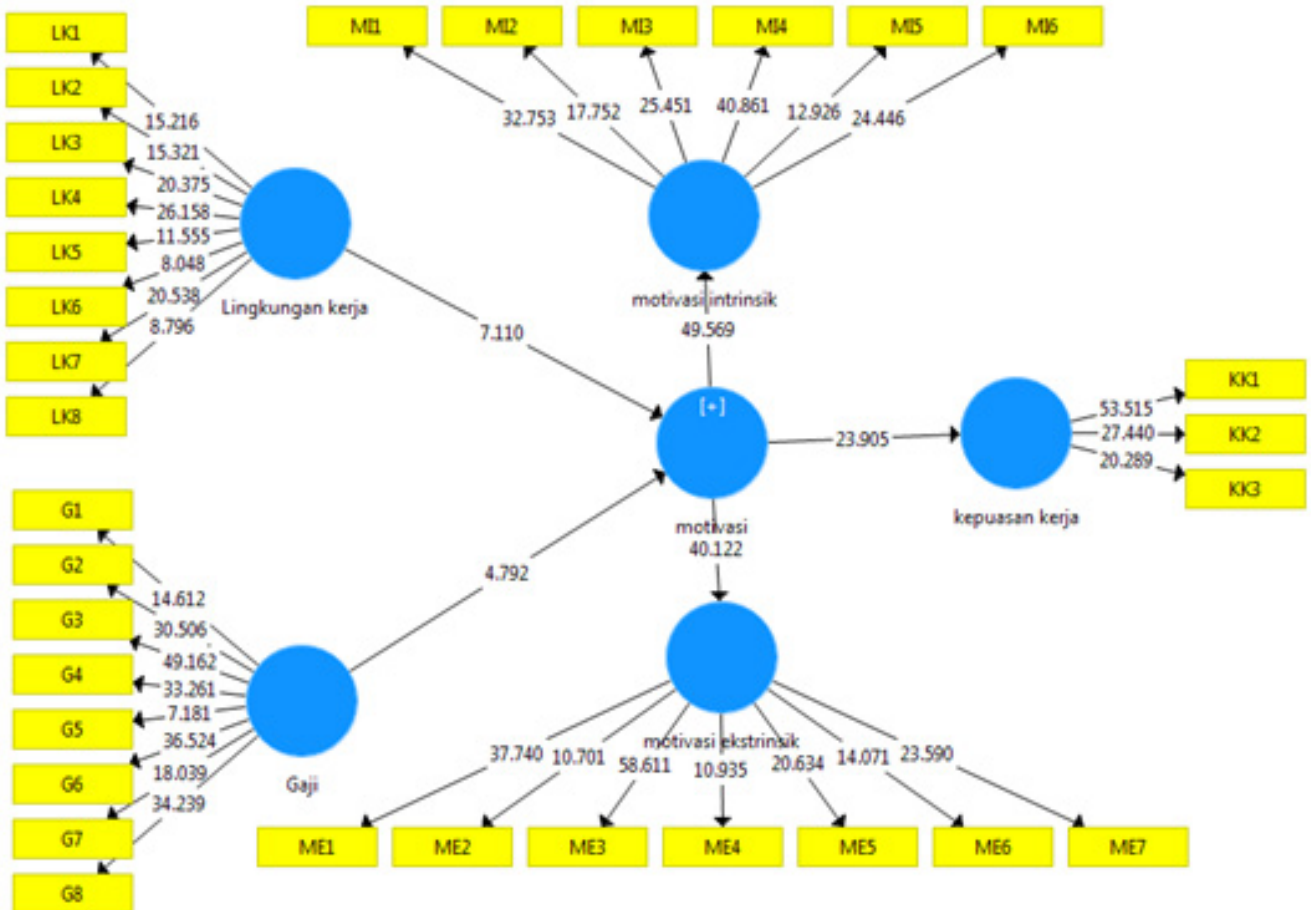 LK1
LK2
LK3
LK4
LK5
LK6
LK7
LK8
15.216
15.321
20.375
26.158
11.555
8.048
20.538
8.796
Lingkungan kerja
MI1
MI2
MI3
MI4
MI5
MI6
32.753
17.752
25.451
40.861
12.926
24.446
motivasi intrinsik
49.569
7.110
[+]
motivasi
40.122
23.905
kepuasan kerja
53.515
27.440
20.289
KK1
KK2
KK3
G1
G2
G3
G4
G5
G6
G7
G8
14.612
30.506
49.162
33.261
7.181
36.524
18.039
34.239
Gaji
4.792
motivasi ekstrinsik
37.740
10.701
58.611
10.935
20.634
14.071
23.590
ME1
ME2
ME3
ME4
ME5
ME6
ME7